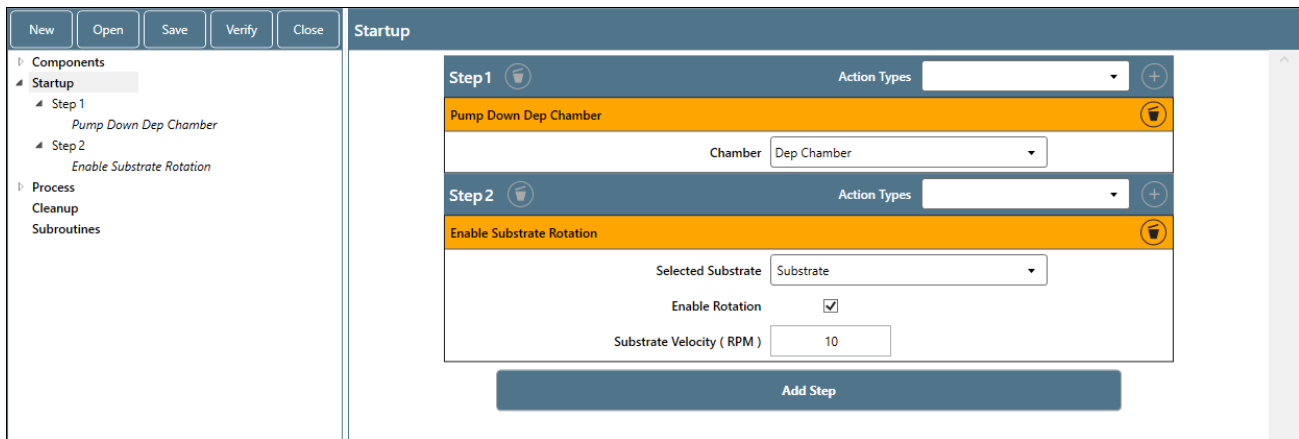 New Open Save Verify Close Startup
Components
Startup
Step 1
Pump Down Dep Chamber
Step 2
Enable Substrate Rotation
Process
Cleanup
Subroutines
Step 1 Action Types
Pump Down Dep Chamber
Chamber Dep Chamber
Step 2 Action Types
Enable Substrate Rotation
Selected Substrate Substrate
Enable Rotation
Substrate Velocity ( RPM ) 10
Add Step